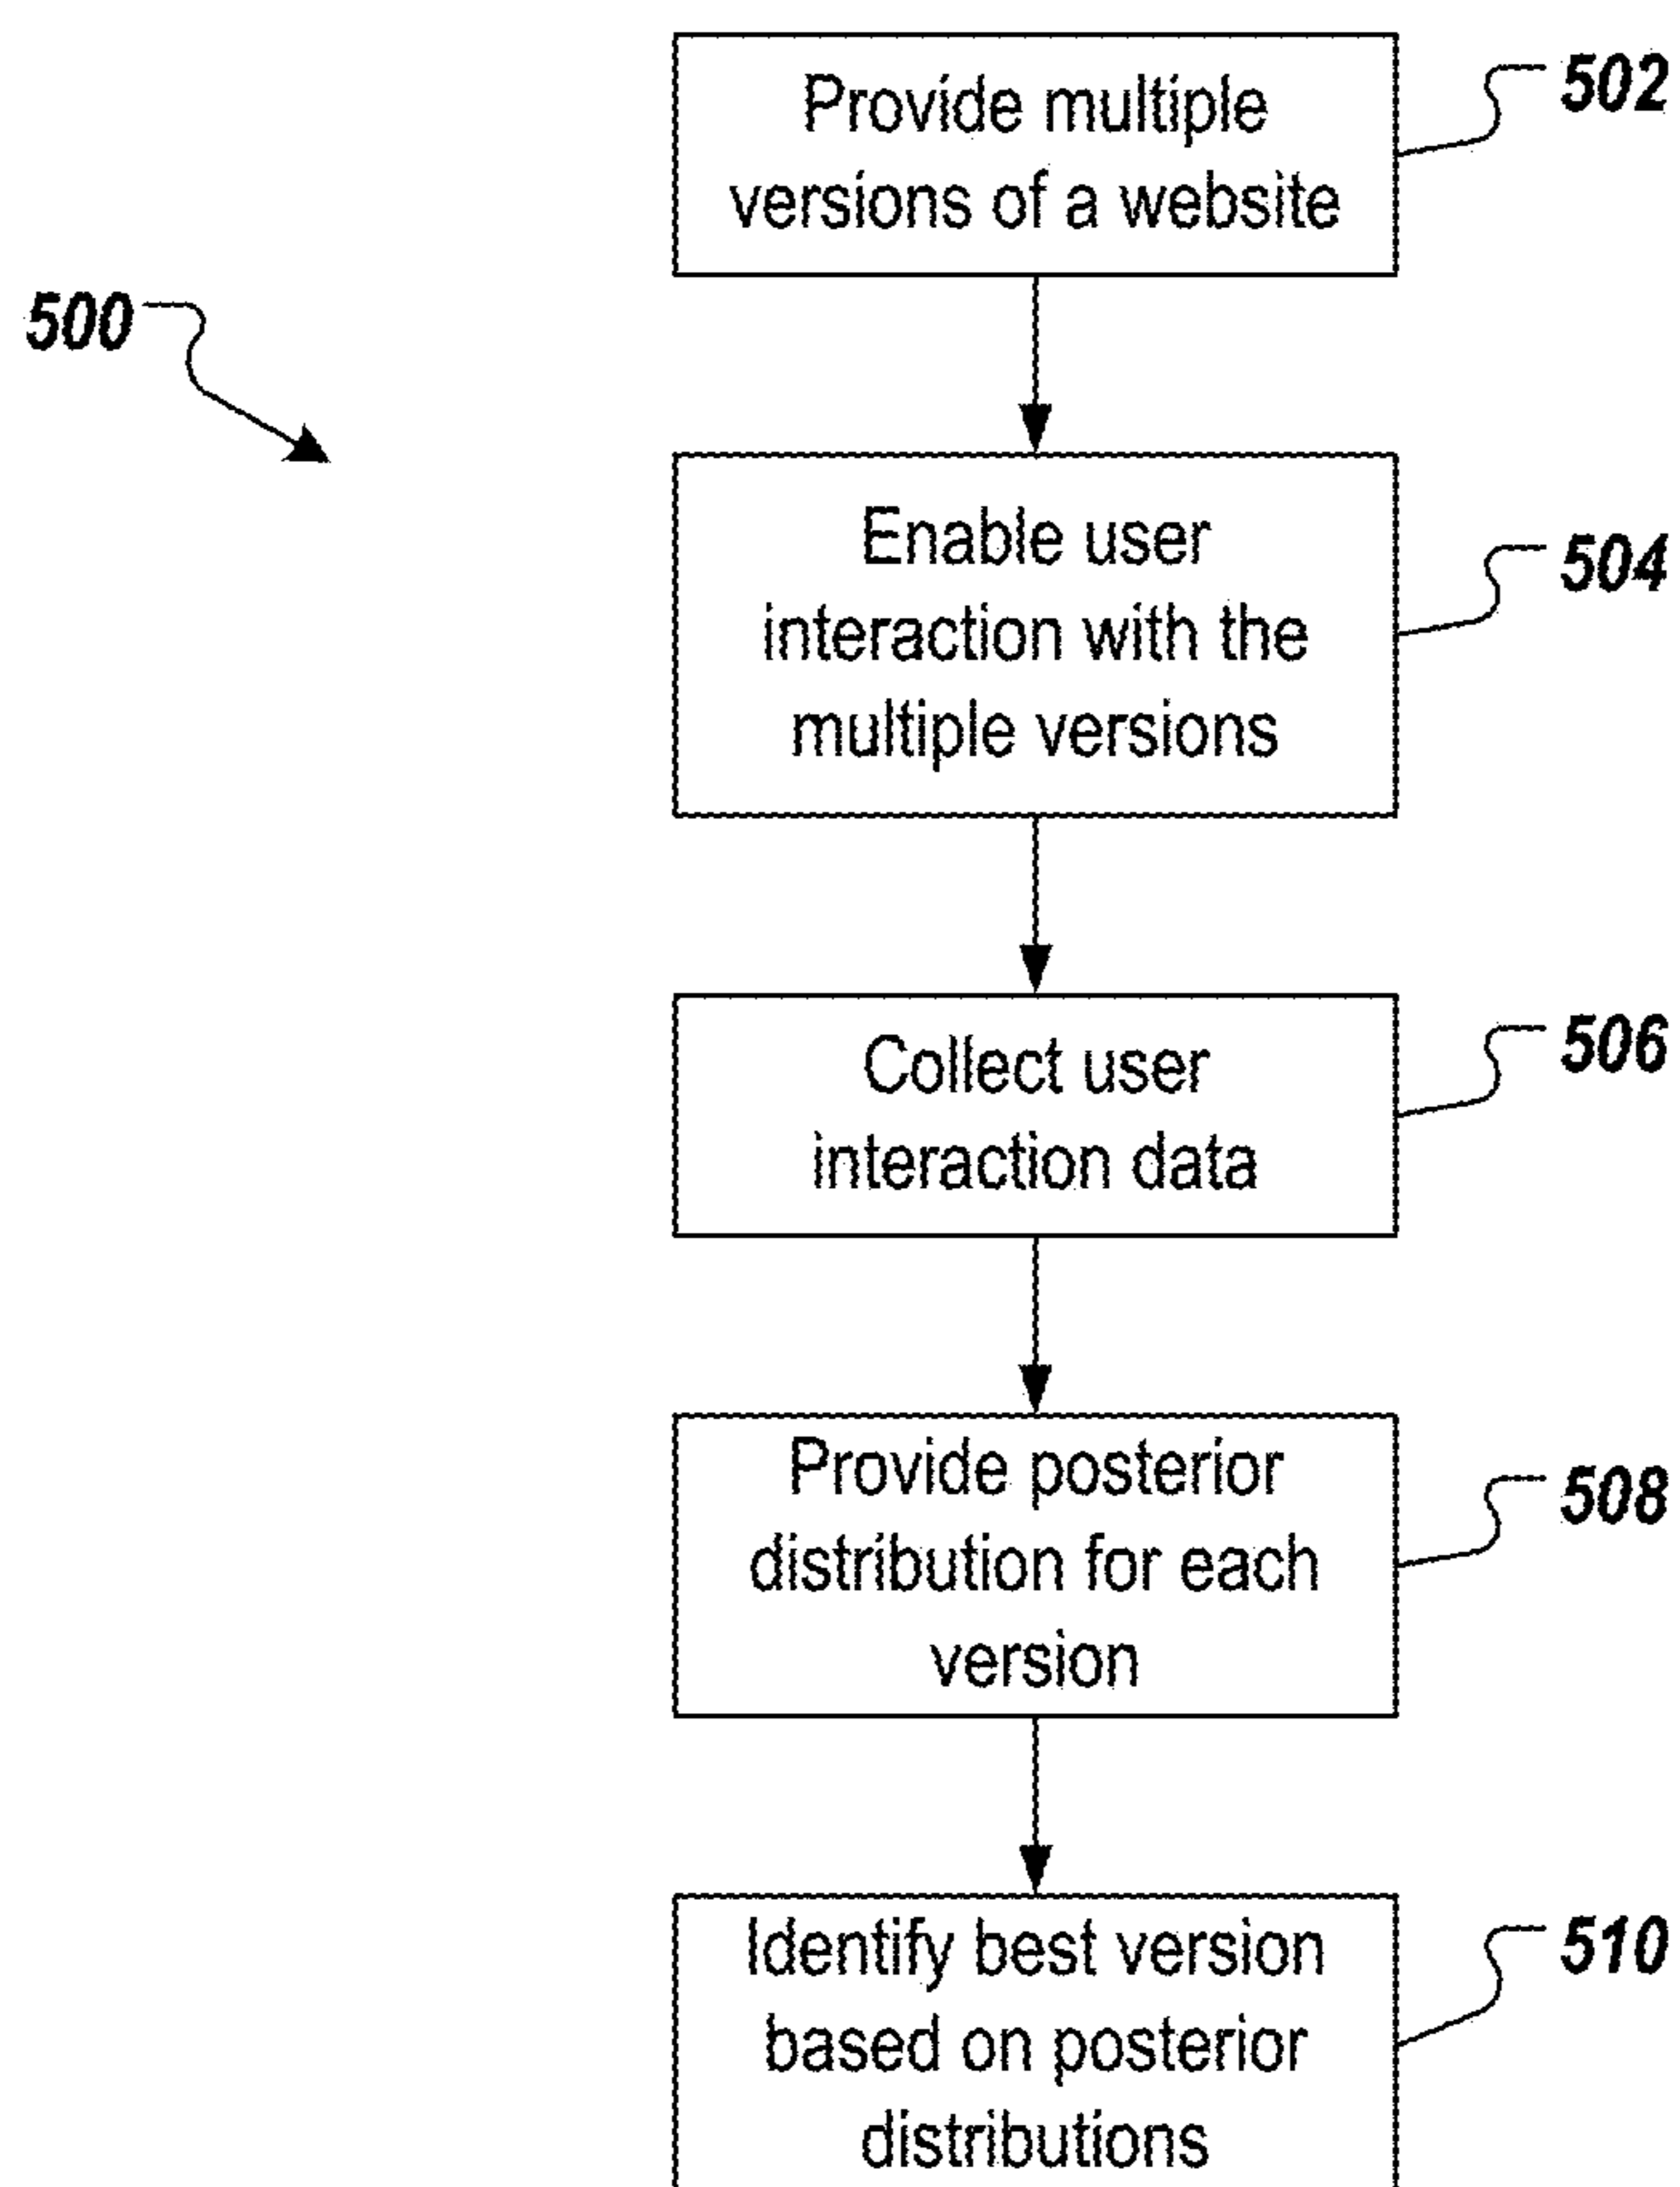 Provide multiple
versions of a website
502
500
Enable user
interaction with the
multiple versions
504
Collect user
interaction data
506
Provide posterior
distribution for each
version
508
Identify best version
based on posterior
distributions
510